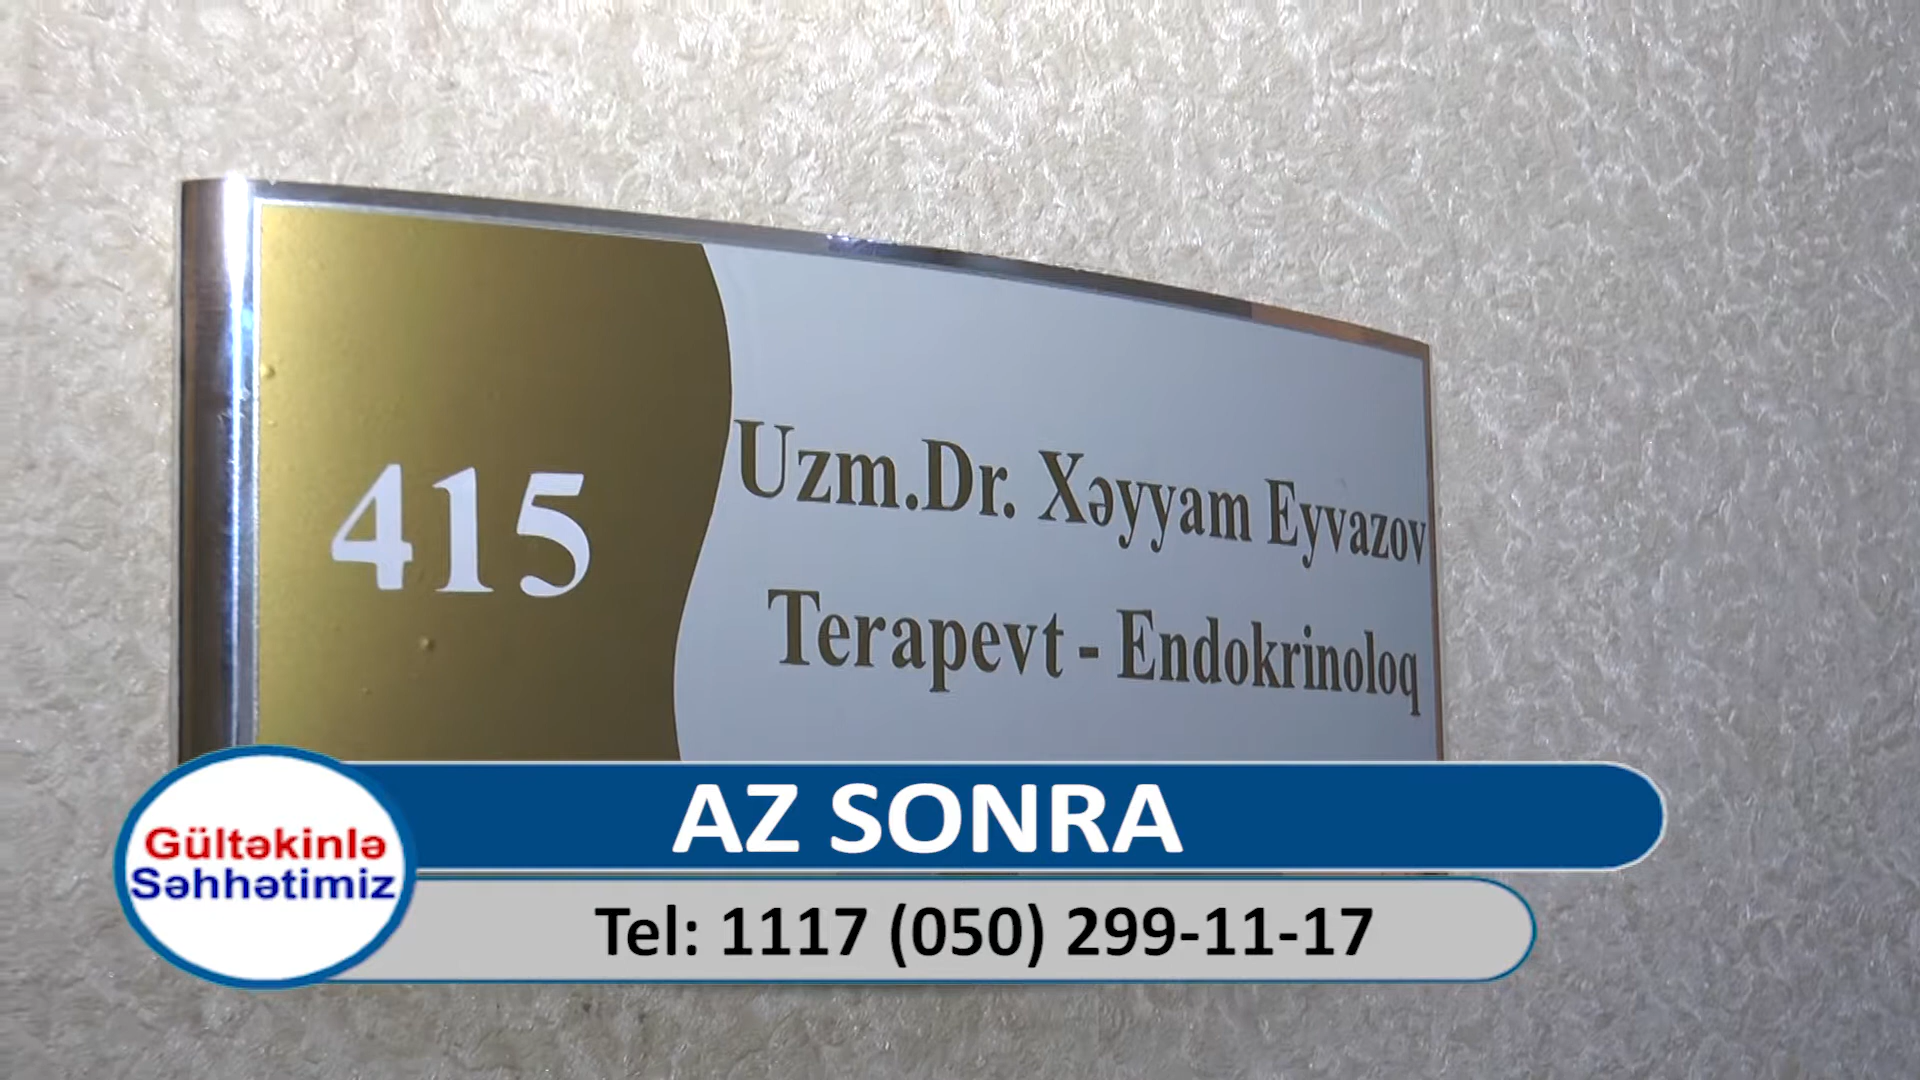 415
Uzm.Dr. Xəyyam Eyvazov
Terapevt - Endokrinoloq
AZ SONRA
Gültəkinlə
Səhhətimiz
Tel: 1117 (050) 299-11-17